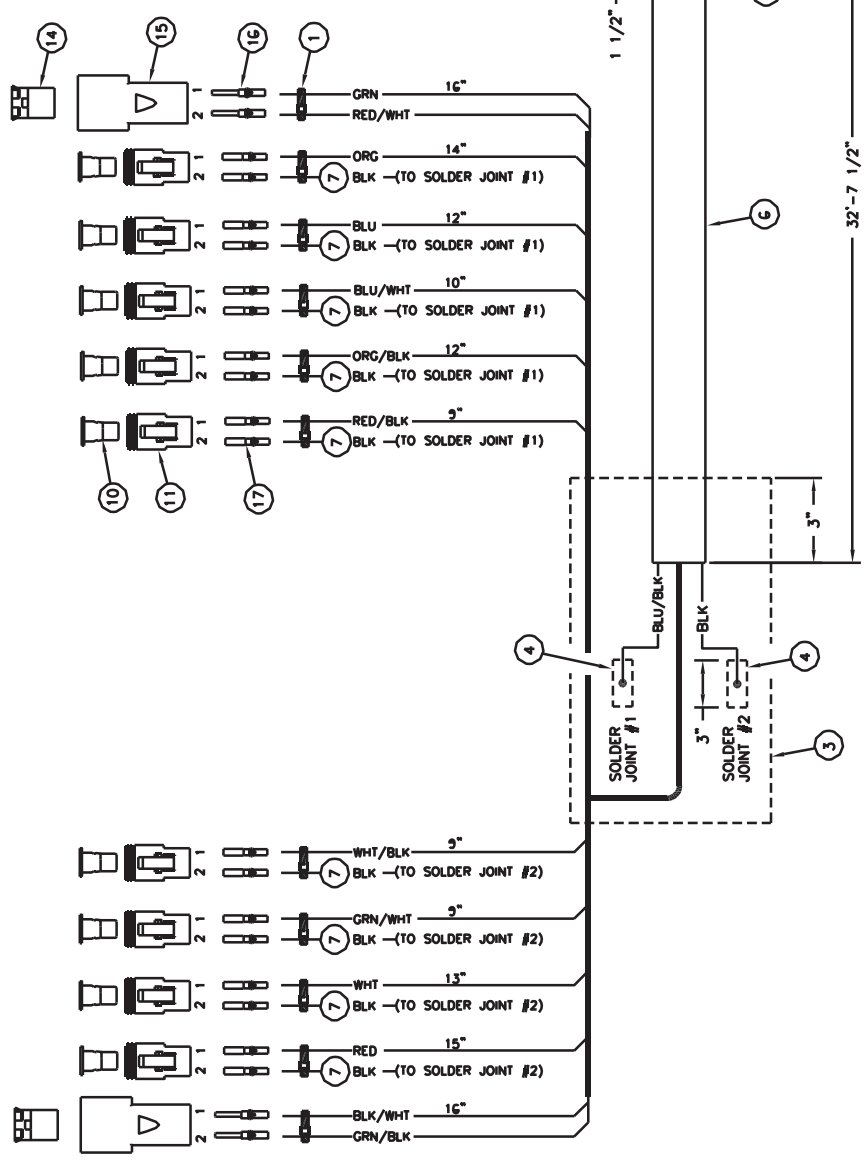 14
15
16
1
1 2
GRN 16"
RED/WHT
1 2
ORG 14"
7 BLK (TO SOLDER JOINT #1)
1 2
BLU 12"
7 BLK (TO SOLDER JOINT #1)
1 2
BLU/WHT 10"
7 BLK (TO SOLDER JOINT #1)
1 2
ORG/BLK 12"
7 BLK (TO SOLDER JOINT #1)
1 2
RED/BLK 9"
7 BLK (TO SOLDER JOINT #1)
10
11
17
1 1/2"
6
32'-7 1/2"
3"
BLU/BLK
BLK
4
4
SOLDER
JOINT #1
3"
SOLDER
JOINT #2
3
1 2
WHT/BLK 9"
7 BLK (TO SOLDER JOINT #2)
1 2
GRN/WHT 9"
7 BLK (TO SOLDER JOINT #2)
1 2
WHT 13"
7 BLK (TO SOLDER JOINT #2)
1 2
RED 15"
7 BLK (TO SOLDER JOINT #2)
1 2
BLK/WHT 16"
GRN/BLK